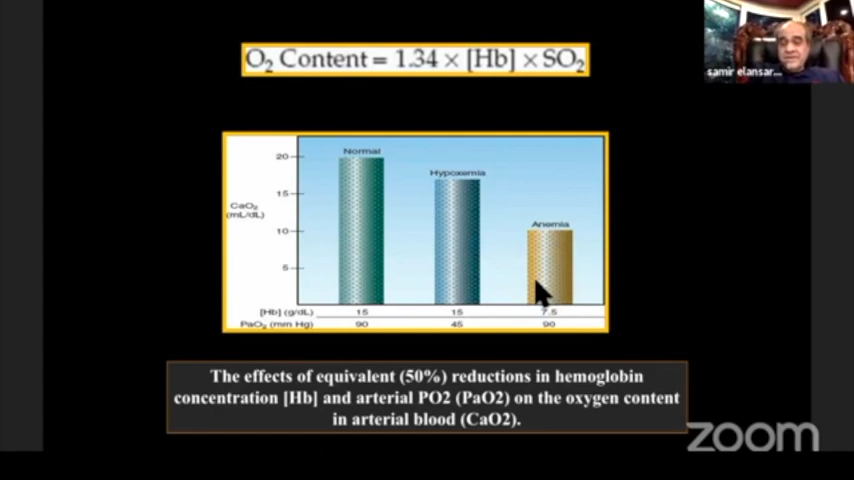 O₂ Content = 1.34 × [Hb] × SO₂
samir elansar...
Normal
Hypoxemia
Anemia
20
15
10
5
CaO₂
(mL/dL)
[Hb] (g/dL) 15 15 7.5
PaO₂ (mm Hg) 90 45 90
The effects of equivalent (50%) reductions in hemoglobin
concentration [Hb] and arterial PO2 (PaO2) on the oxygen content
in arterial blood (CaO2).
zoom